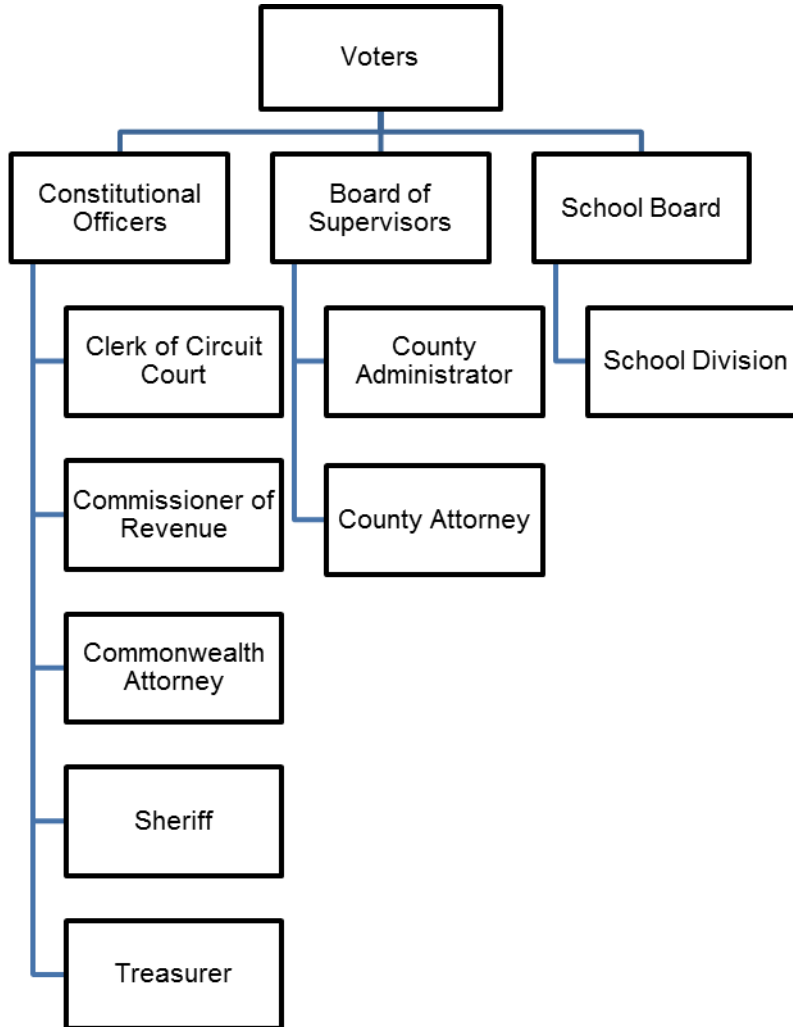 Voters
Constitutional
Officers
Board of
Supervisors
School Board
Clerk of Circuit
Court
County
Administrator
School Division
Commissioner of
Revenue
County Attorney
Commonwealth
Attorney
Sheriff
Treasurer